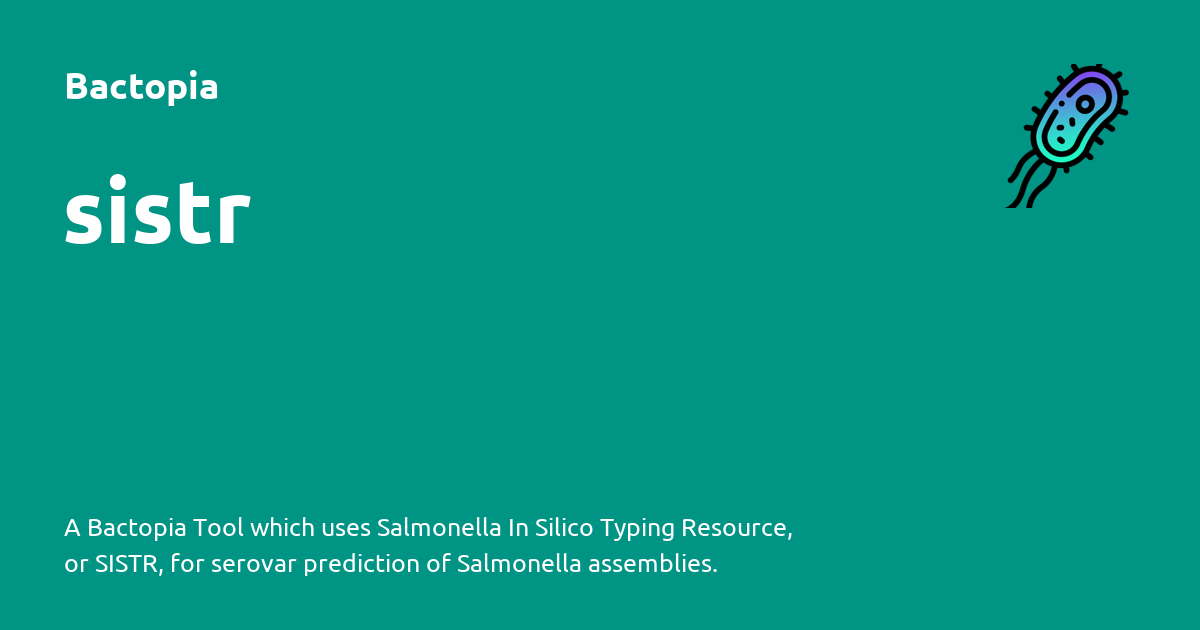 Bactopia
sistr
A Bactopia Tool which uses Salmonella In Silico Typing Resource,
or SISTR, for serovar prediction of Salmonella assemblies.